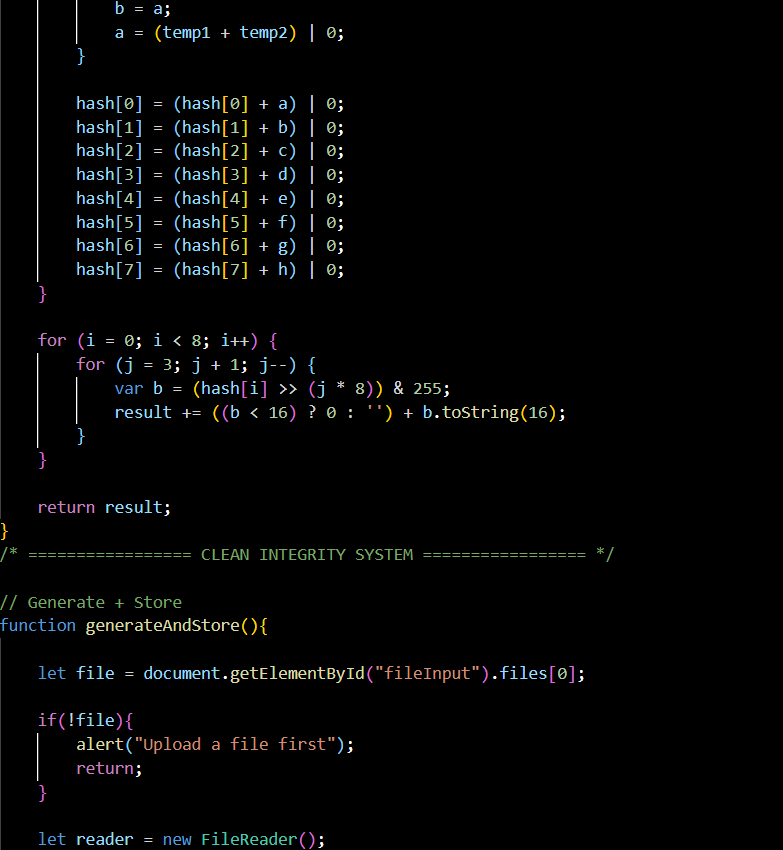 b = a;
a = (temp1 + temp2) | 0;
}
hash[0] = (hash[0] + a) | 0;
hash[1] = (hash[1] + b) | 0;
hash[2] = (hash[2] + c) | 0;
hash[3] = (hash[3] + d) | 0;
hash[4] = (hash[4] + e) | 0;
hash[5] = (hash[5] + f) | 0;
hash[6] = (hash[6] + g) | 0;
hash[7] = (hash[7] + h) | 0;
}
for (i = 0; i < 8; i++) {
for (j = 3; j + 1; j--) {
var b = (hash[i] >> (j * 8)) & 255;
result += ((b < 16) ? 0 : '') + b.toString(16);
}
}
return result;
}
/* ================= CLEAN INTEGRITY SYSTEM ================= */
// Generate + Store
function generateAndStore(){
let file = document.getElementById("fileInput").files[0];
if(!file){
alert("Upload a file first");
return;
}
let reader = new FileReader();